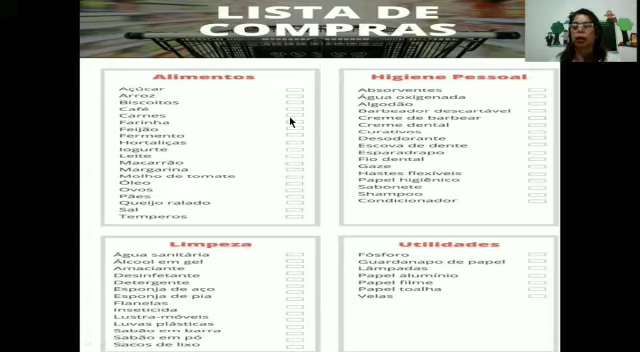 LISTA DE
COMPRAS
Alimentos
Açúcar
Arroz
Biscoitos
Café
Carnes
Farinha
Feijão
Fermento
Hortaliças
Iogurte
Leite
Macarrão
Margarina
Molho de tomate
Óleo
Ovos
Pães
Queijo ralado
Sal
Temperos
Higiene Pessoal
Absorventes
Água oxigenada
Algodão
Barbeador descartável
Creme de barbear
Creme dental
Curativos
Desodorante
Escova de dente
Esparadrapo
Fio dental
Gaze
Hastes flexíveis
Papel higiênico
Sabonete
Shampoo
Condicionador
Limpeza
Água sanitária
Álcool em gel
Amaciante
Desinfetante
Detergente
Esponja de aço
Esponja de pia
Flanelas
Inseticida
Lustra-móveis
Luvas plásticas
Sabão em barra
Sabão em pó
Sacos de lixo
Utilidades
Fósforo
Guardanapo de papel
Lâmpadas
Papel alumínio
Papel filme
Papel toalha
Velas